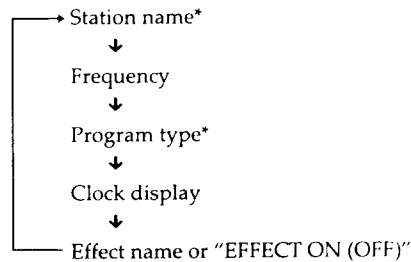 Station name*
Frequency
Program type*
Clock display
Effect name or "EFFECT ON (OFF)"